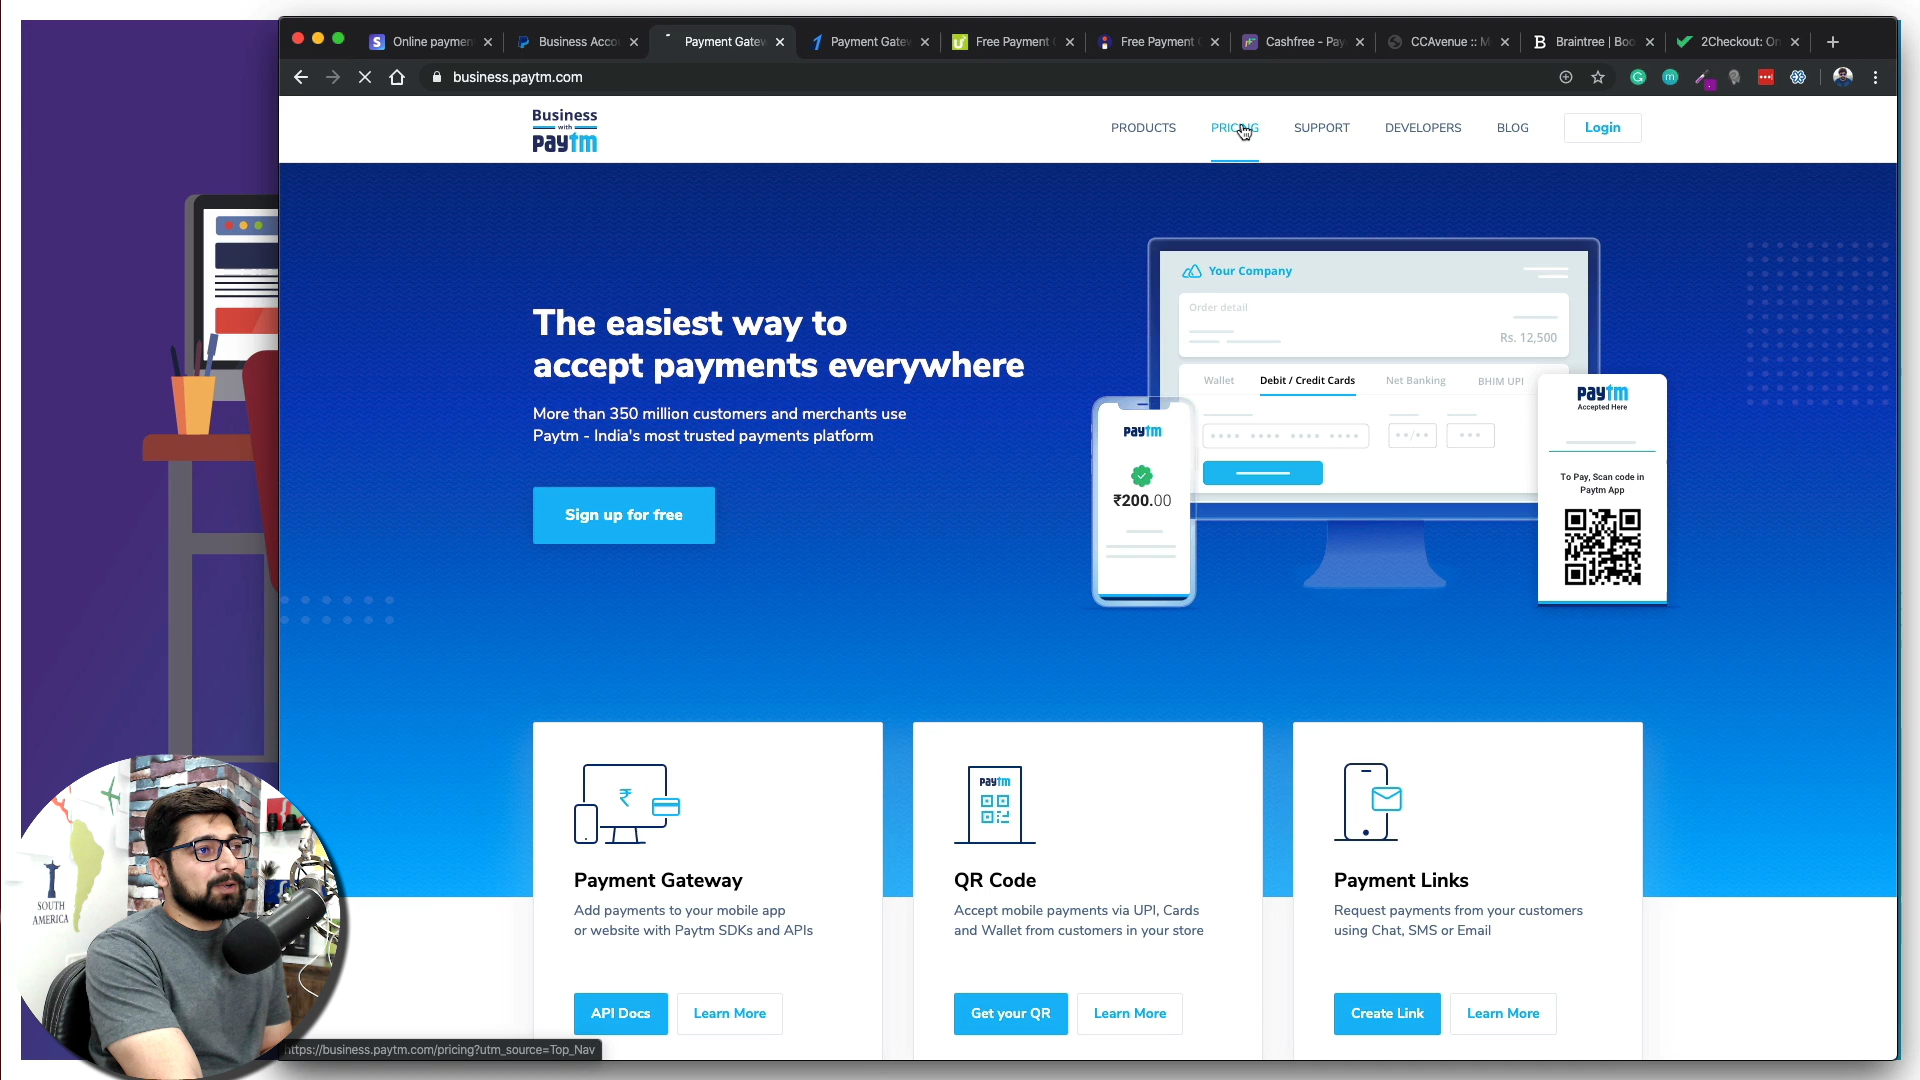 Online paymen
Business Acco
Payment Gatew
Payment Gatew
Free Payment
Free Payment
Cashfree - Pay
CCAvenue :: M
Braintree | Boo
2Checkout: On
business.paytm.com
Business
with
paytm
PRODUCTS
PRICING
SUPPORT
DEVELOPERS
BLOG
Login
The easiest way to
accept payments everywhere
More than 350 million customers and merchants use
Paytm - India's most trusted payments platform
Sign up for free
Your Company
Order detail
Rs. 12,500
Wallet
Debit / Credit Cards
Net Banking
BHIM UPI
paytm
₹200.00
paytm
Accepted Here
To Pay, Scan code in
Paytm App
Payment Gateway
Add payments to your mobile app
or website with Paytm SDKs and APIs
API Docs
Learn More
paytm
QR Code
Accept mobile payments via UPI, Cards
and Wallet from customers in your store
Get your QR
Learn More
Payment Links
Request payments from your customers
using Chat, SMS or Email
Create Link
Learn More
https://business.paytm.com/pricing?utm_source=Top_Nav
SOUTH
AMERICA